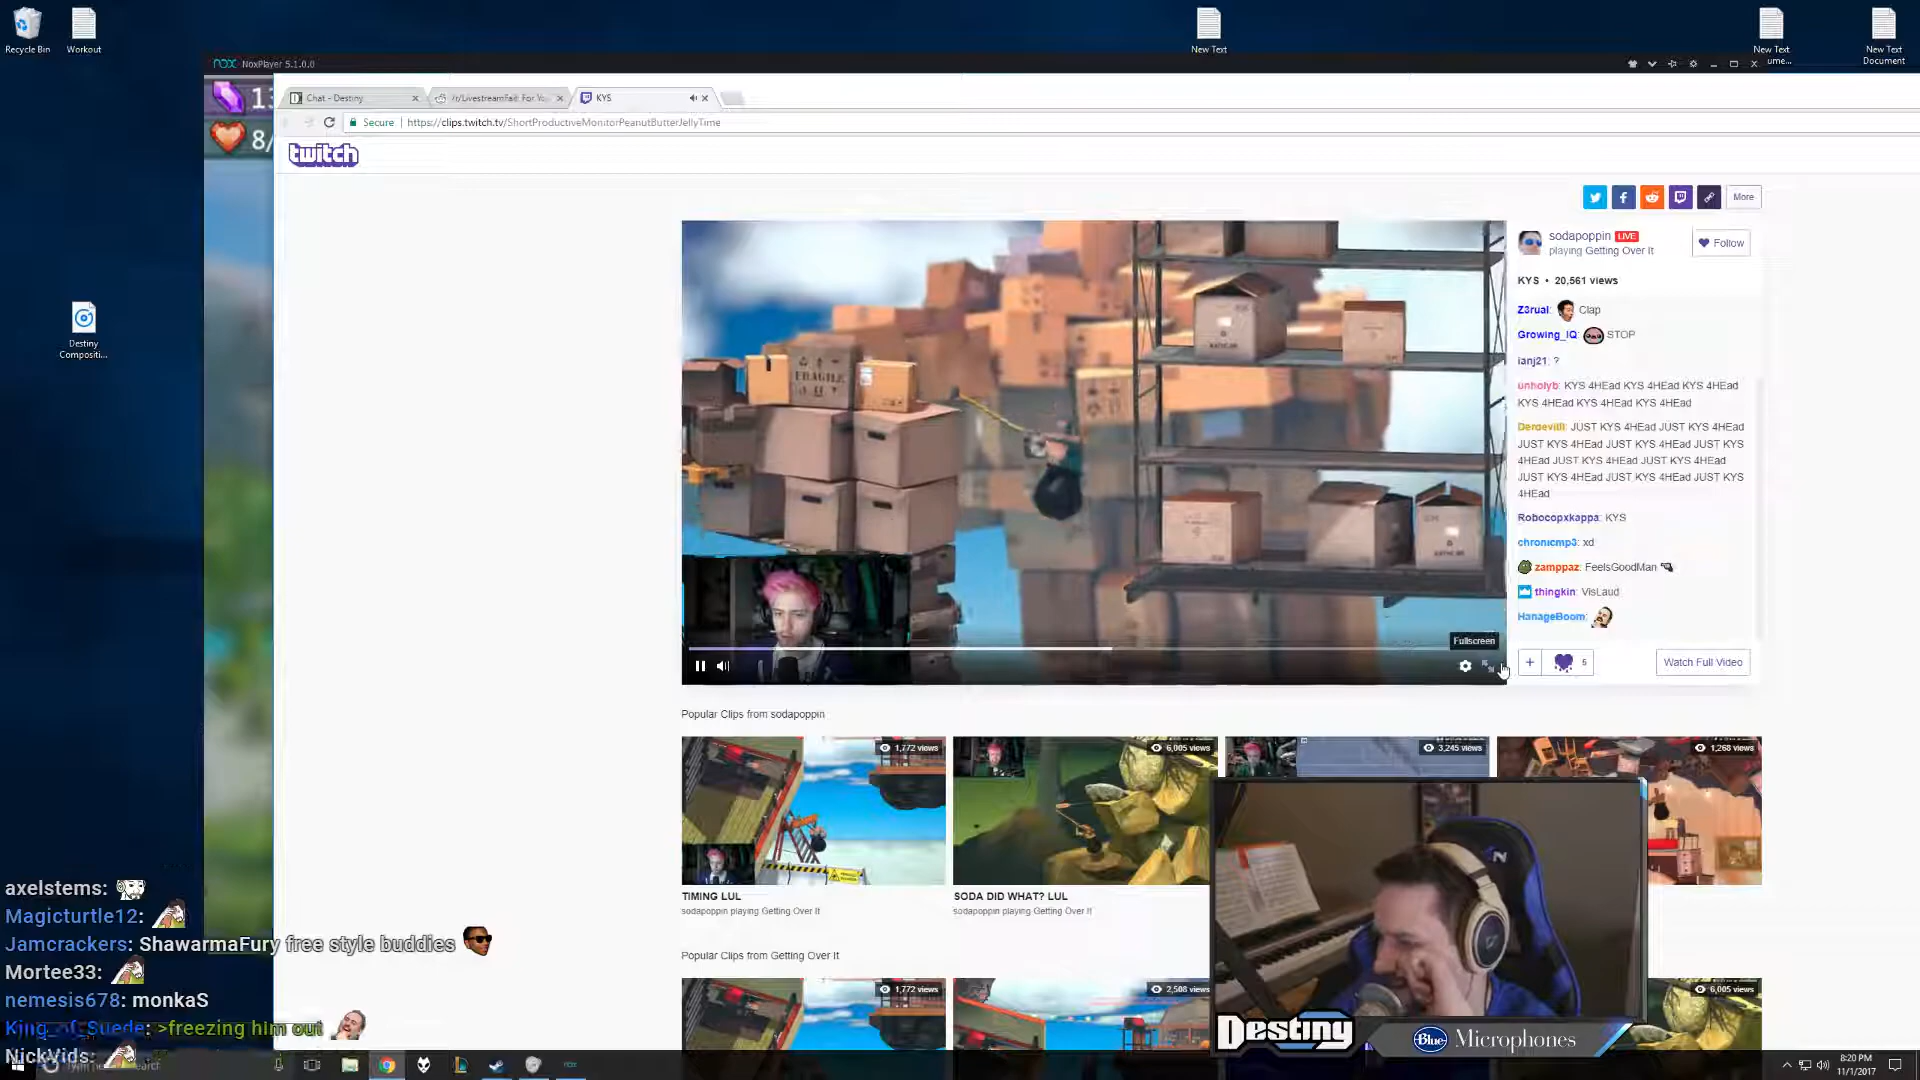 Recycle Bin
Workout
New Text
New Text
ume...
New Text
Document
nox NoxPlayer 5.1.0.0
Chat - Destiny
/r/LivestreamFail: For Yo
KYS
Secure
https://clips.twitch.tv/ShortProductiveMonitorPeanutButterJellyTime
8/
twitch
More
sodapoppin LIVE
playing Getting Over It
Follow
KYS • 20,561 views
Z3rual: Clap
Growing_IQ: STOP
ianj21: ?
unholyb: KYS 4HEad KYS 4HEad KYS 4HEad
KYS 4HEad KYS 4HEad KYS 4HEad
JUST KYS 4HEad JUST KYS 4HEad
JUST KYS 4HEad JUST KYS 4HEad JUST KYS
4HEad JUST KYS 4HEad JUST KYS 4HEad
JUST KYS 4HEad JUST KYS 4HEad JUST KYS
4HEad
Robocopxkappa: KYS
chronicmp3: xd
zamppaz: FeelsGoodMan
thingkin: VisLaud
HanageBoom:
FRAGILE
Fullscreen
5
Watch Full Video
Destiny
Compositi...
Popular Clips from sodapoppin
1,772 views
6,005 views
3,245 views
1,268 views
TIMING LUL
sodapoppin playing Getting Over It
SODA DID WHAT? LUL
sodapoppin playing Getting Over It
Popular Clips from Getting Over It
1,772 views
2,508 views
6,005 views
axelstems:
Magicturtle12:
Jamcrackers: ShawarmaFury free style buddies
Mortee33:
nemesis678: monkaS
King_of_Suede: >freezing him out
NickVids:
Destiny
Blue Microphones
8:20 PM
11/1/2017